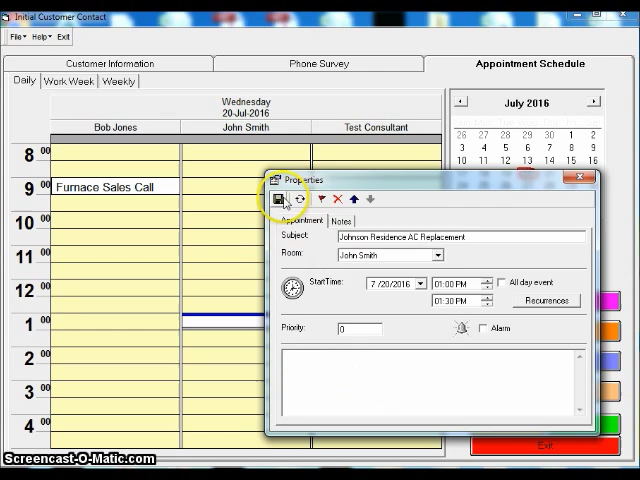 Initial Customer Contact
File Help Exit
Customer Information Phone Survey Appointment Schedule
Daily Work Week Weekly
Wednesday
20-Jul-2016
Bob Jones John Smith Test Consultant
July 2016
26 27 28 29 30 1 2
3 4 5 6 7 8 9
10 11 12 13 14 15 16
8 00
9 00
10 00
11 00
12 00
1 00
2 00
3 00
4 00
Furnace Sales Call
Properties
Appointment Notes
Subject: Johnson Residence AC Replacement
Room: John Smith
StartTime: 7 /20/2016 01:00 PM All day event
01:30 PM Recurrences
Priority: 0 Alarm
Exit
Screencast-O-Matic.com